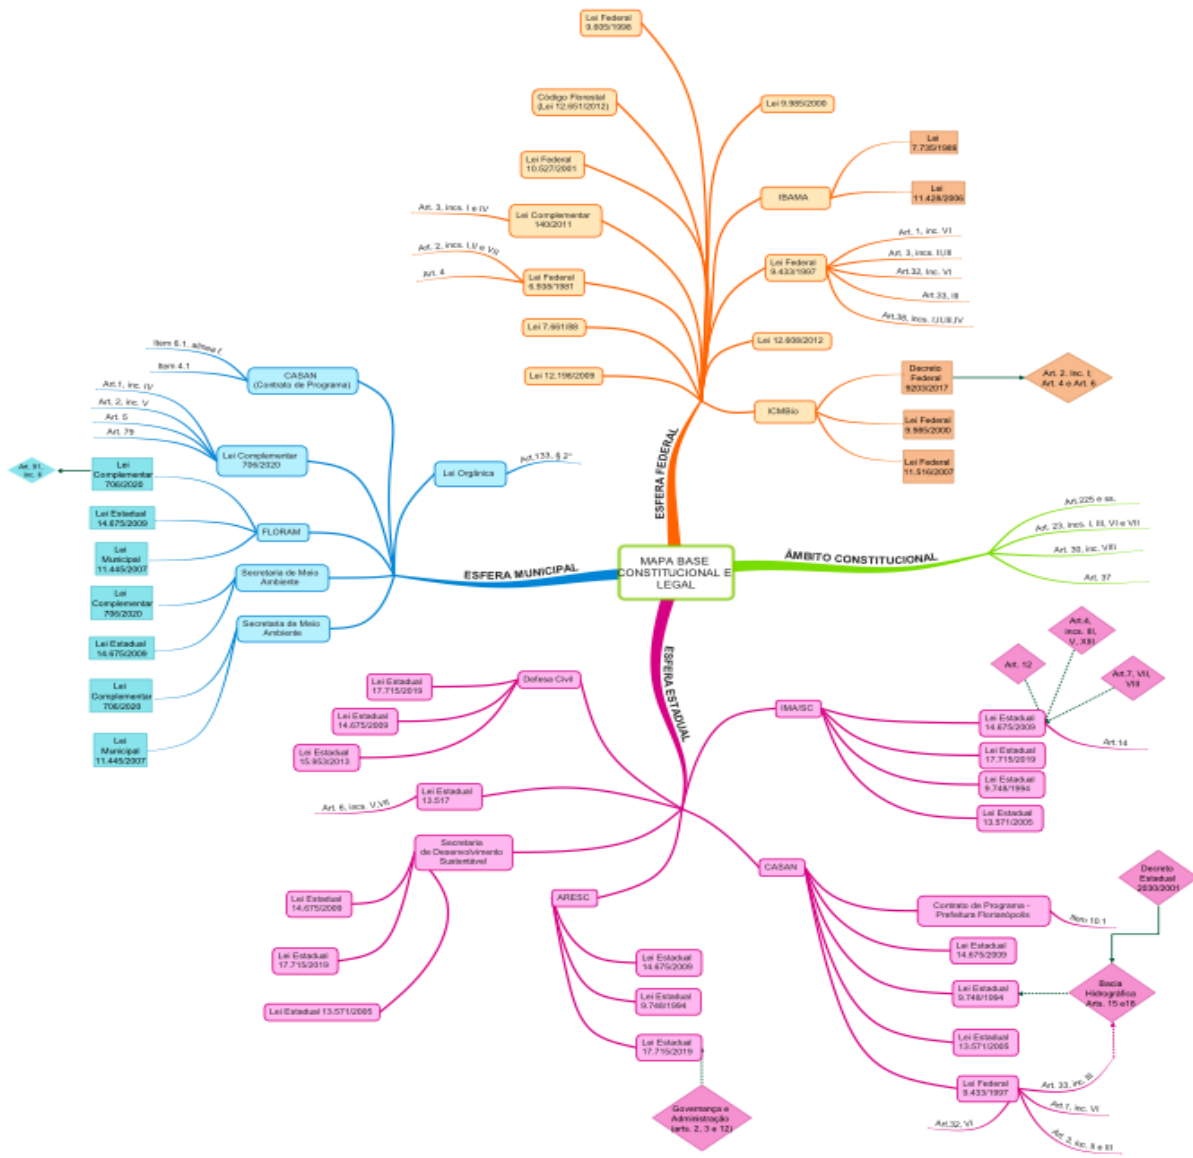 Lei Federal
9.605/1998
Código Florestal
(Lei 12.651/2012)
Lei 9.985/2000
Lei Federal
10.527/2001
Lei
7.735/1988
IBAMA
Lei
11.428/2006
Art. 3, incs. I e IV
Lei Complementar
140/2011
Art. 2, incs. I,V e VII
Art. 4
Lei Federal
6.938/1981
Lei Federal
9.433/1997
Art. 1, inc. VI
Art. 3, incs. II,III
Art.32, inc. VI
Art.33, III
Art.38, incs. I,II,III,IV
Lei 7.661/88
Lei 12.608/2012
Lei 12.196/2009
ICMBio
Decreto
Federal
9203/2017
Art. 2. Inc. I;
Art. 4 e Art. 6
Lei Federal
9.985/2000
Lei Federal
11.516/2007
ESFERA FEDERAL
Item 6.1, alínea f.
Item 4.1
CASAN
(Contrato de Programa)
Art.1, inc. IV
Art. 2, inc. V
Art. 5
Art. 79
Lei Complementar
706/2020
Lei Orgânica
Art.133, § 2°
Art. 91,
inc. II
Lei
Complementar
706/2020
Lei Estadual
14.675/2009
FLORAM
Lei
Municipal
11.445/2007
Secretaria de Meio
Ambiente
Lei
Complementar
706/2020
Lei Estadual
14.675/2009
Secretaria de Meio
Ambiente
Lei
Complementar
706/2020
Lei
Municipal
11.445/2007
ESFERA MUNICIPAL
MAPA BASE
CONSTITUCIONAL E
LEGAL
ÂMBITO CONSTITUCIONAL
Art.225 e ss.
Art. 23, incs. I, III, VI e VII
Art. 30, inc. VIII
Art. 37
ESFERA ESTADUAL
Defesa Civil
Lei Estadual
17.715/2019
Lei Estadual
14.675/2009
Lei Estadual
15.953/2013
Art. 6, incs. V,VII
Lei Estadual
13.517
Secretaria
de Desenvolvimento
Sustentável
Lei Estadual
14.675/2009
Lei Estadual
17.715/2019
Lei Estadual 13.571/2005
ARESC
Lei Estadual
14.675/2009
Lei Estadual
9.748/1994
Lei Estadual
17.715/2019
Governança e
Administração
(arts. 2, 3 e 12)
IMA/SC
Art. 12
Art.4,
incs. III,
V, XIII
Art.7, VII,
VIII
Lei Estadual
14.675/2009
Art.14
Lei Estadual
17.715/2019
Lei Estadual
9.748/1994
Lei Estadual
13.571/2005
CASAN
Contrato de Programa -
Prefeitura Florianópolis
Item 10.1
Lei Estadual
14.675/2009
Lei Estadual
9.748/1994
Lei Estadual
13.571/2005
Lei Federal
9.433/1997
Decreto
Estadual
2030/2001
Bacia
Hidrográfica
Arts. 15 e16
Art. 33, inc. III
Art.1, inc. VI
Art. 3, inc. II e III
Art.32, VI